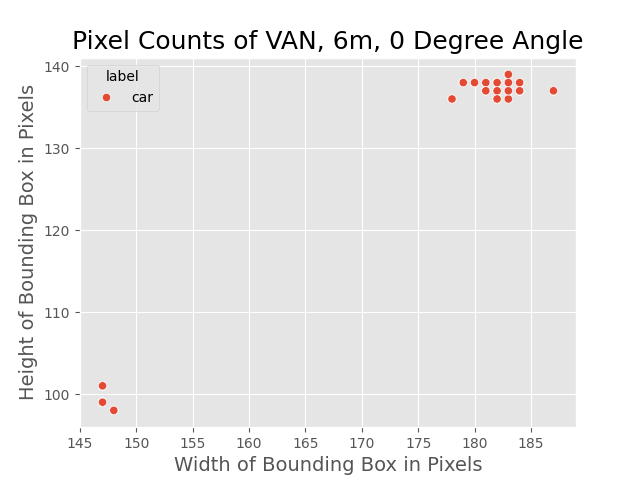 Pixel Counts of VAN, 6m, 0 Degree Angle
label
car
Height of Bounding Box in Pixels
140
130
120
110
100
145 150 155 160 165 170 175 180 185
Width of Bounding Box in Pixels